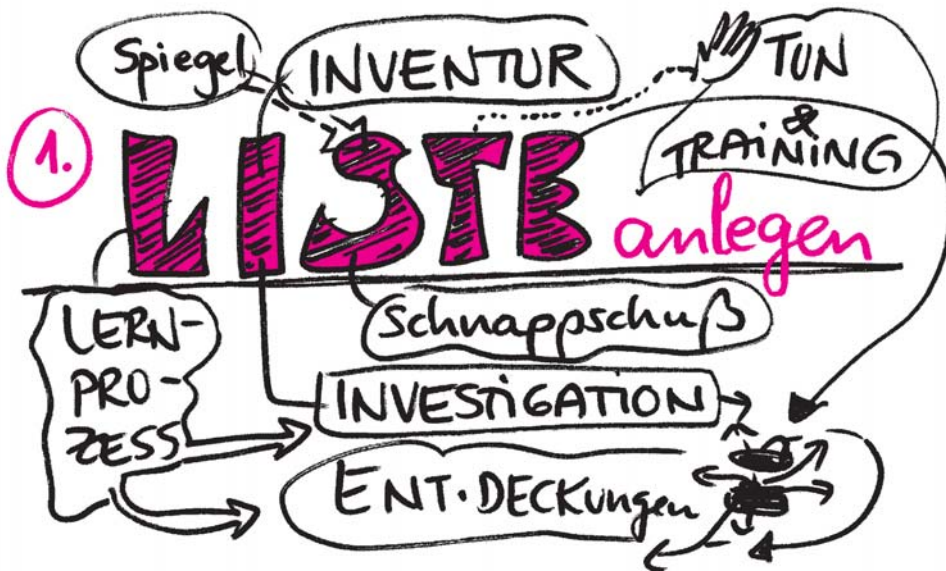 Spiegel
INVENTUR
TUN
&
TRAiNiNG
1.
LISTE
anlegen
LERN-
PRO-
ZESS
Schnappschuß
INVESTiGATION
ENT·DECKungen